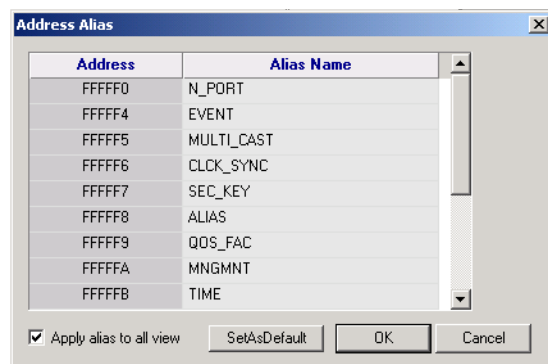 Address Alias
Address Alias Name
FFFFF0 N_PORT
FFFFF4 EVENT
FFFFF5 MULTI_CAST
FFFFF6 CLCK_SYNC
FFFFF7 SEC_KEY
FFFFF8 ALIAS
FFFFF9 QOS_FAC
FFFFFA MNGMNT
FFFFFB TIME
Apply alias to all view SetAsDefault OK Cancel